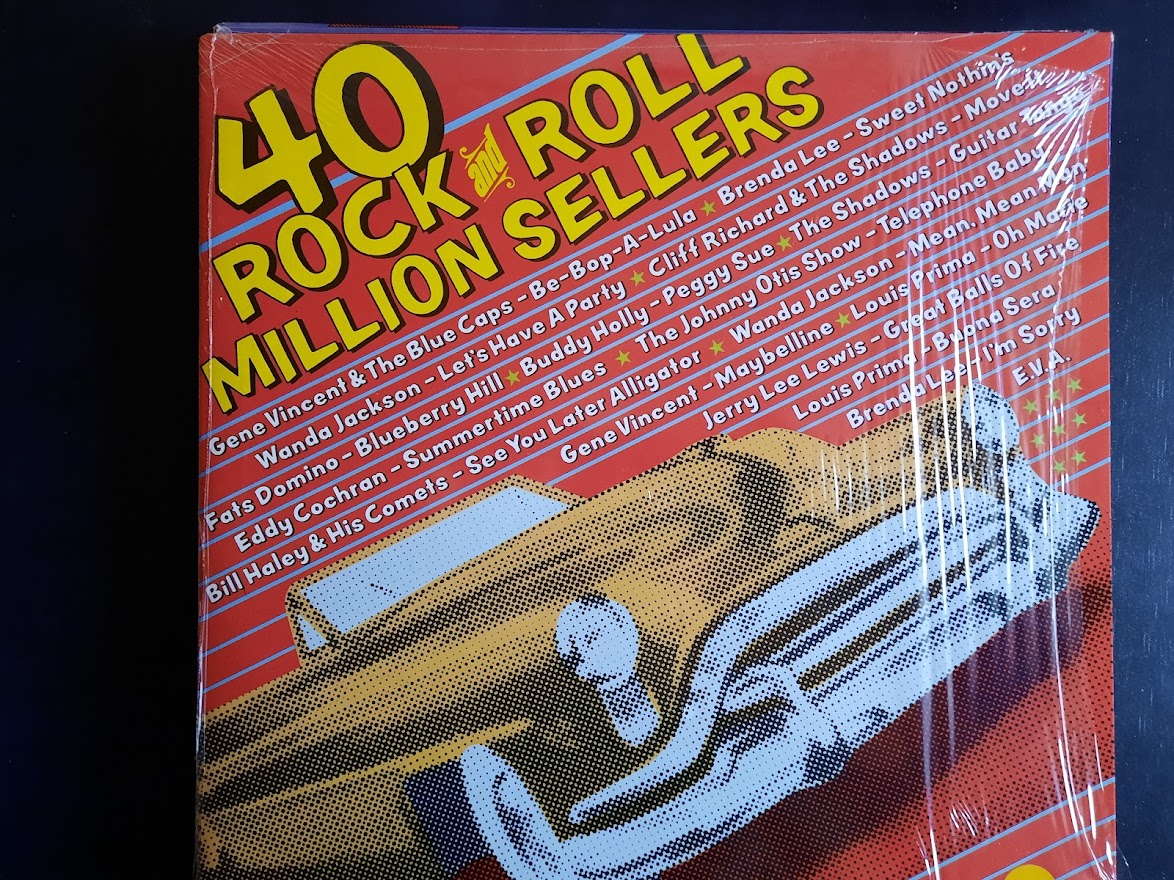 40
ROCK and ROLL
MILLION SELLERS
Gene Vincent & The Blue Caps - Be-Bop-A-Lula ★ Brenda Lee - Sweet Nothin's
Wanda Jackson - Let's Have A Party ★ Cliff Richard & The Shadows - Move It
Fats Domino - Blueberry Hill ★ Buddy Holly - Peggy Sue ★ The Shadows - Guitar
Eddy Cochran - Summertime Blues ★ The Johnny Otis Show - Telephone Baby
Bill Haley & His Comets - See You Later Alligator ★ Wanda Jackson - Mean, Mean Man
Gene Vincent - Maybelline ★ Louis Prima - Oh Marie
Jerry Lee Lewis - Great Balls Of Fire
Louis Prima - Buona Sera
Brenda Lee - I'm Sorry
E.V.A.